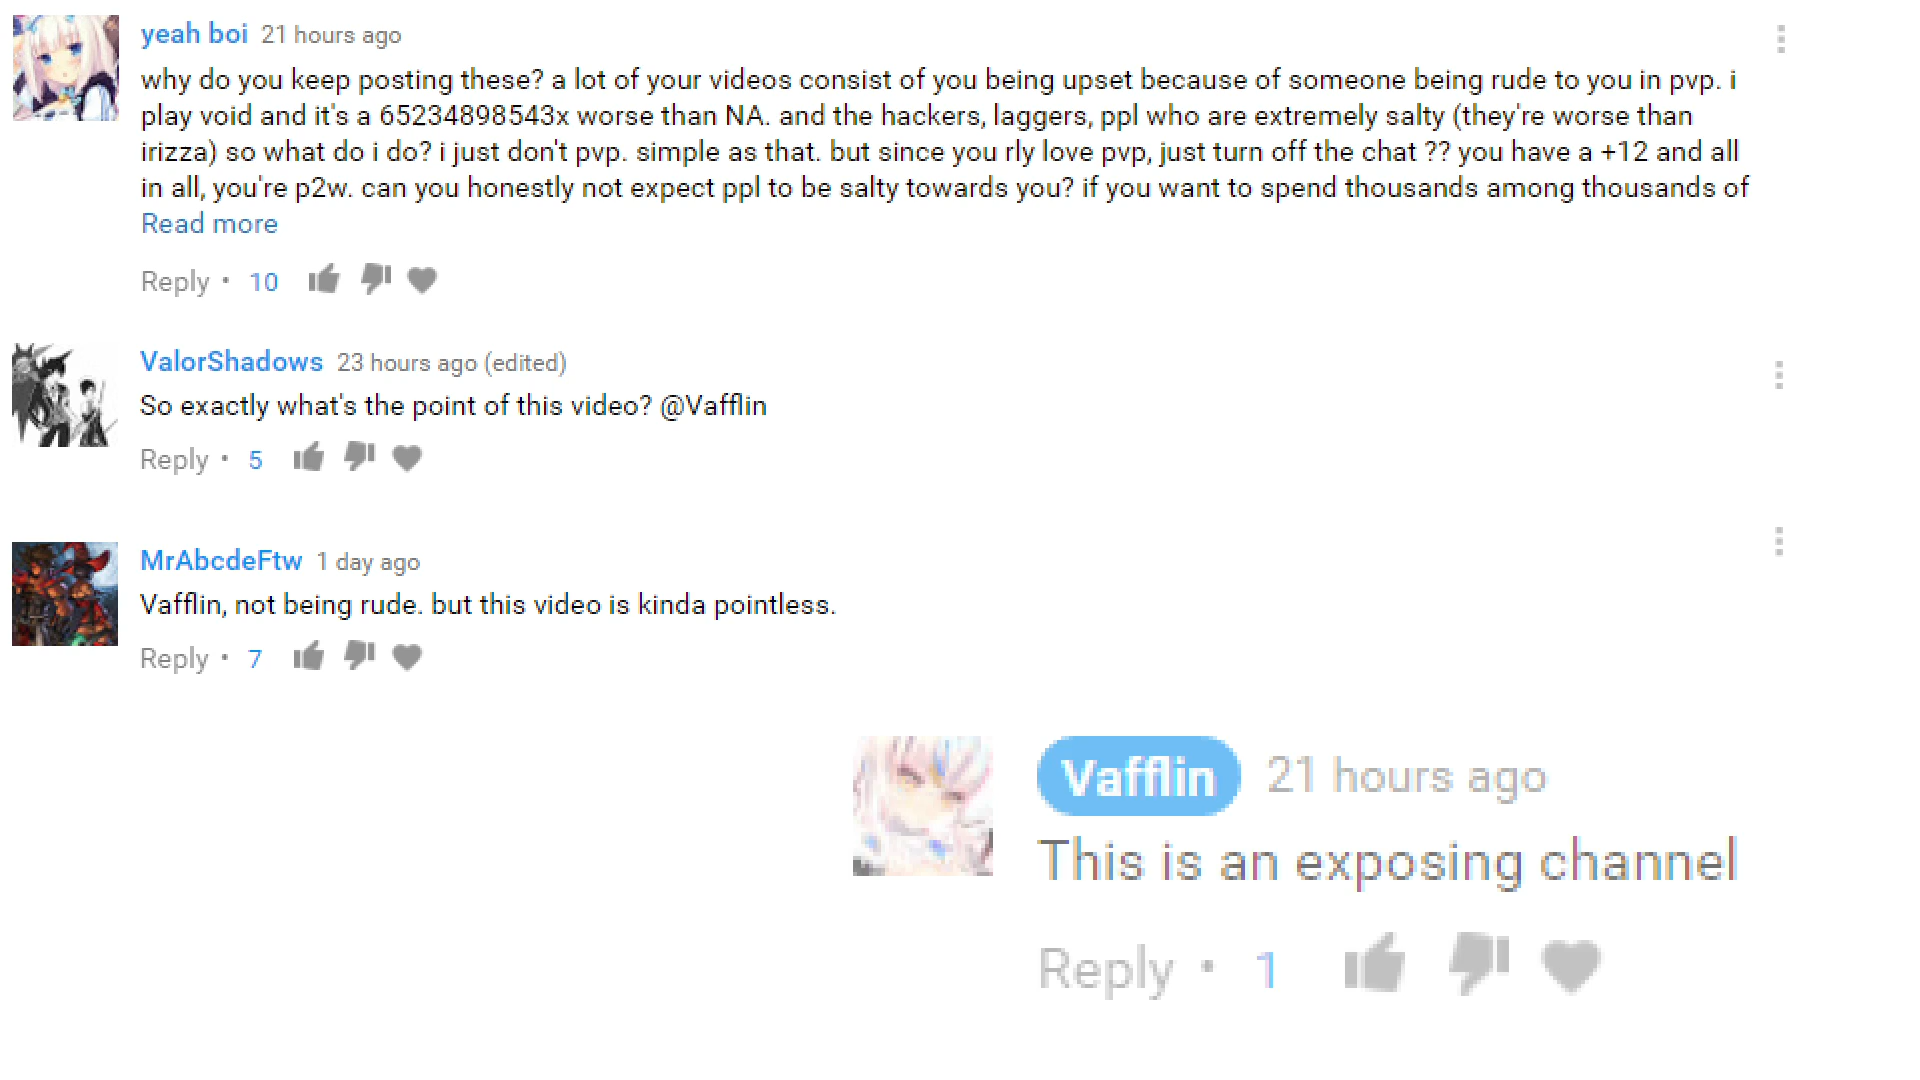 yeah boi 21 hours ago
why do you keep posting these? a lot of your videos consist of you being upset because of someone being rude to you in pvp. i
play void and it's a 65234898543x worse than NA. and the hackers, laggers, ppl who are extremely salty (they're worse than
irizza) so what do i do? i just don't pvp. simple as that. but since you rly love pvp, just turn off the chat ?? you have a +12 and all
in all, you're p2w. can you honestly not expect ppl to be salty towards you? if you want to spend thousands among thousands of
Read more
Reply • 10
ValorShadows 23 hours ago (edited)
So exactly what's the point of this video? @Vafflin
Reply • 5
MrAbcdeFtw 1 day ago
Vafflin, not being rude. but this video is kinda pointless.
Reply • 7
Vafflin 21 hours ago
This is an exposing channel
Reply • 1